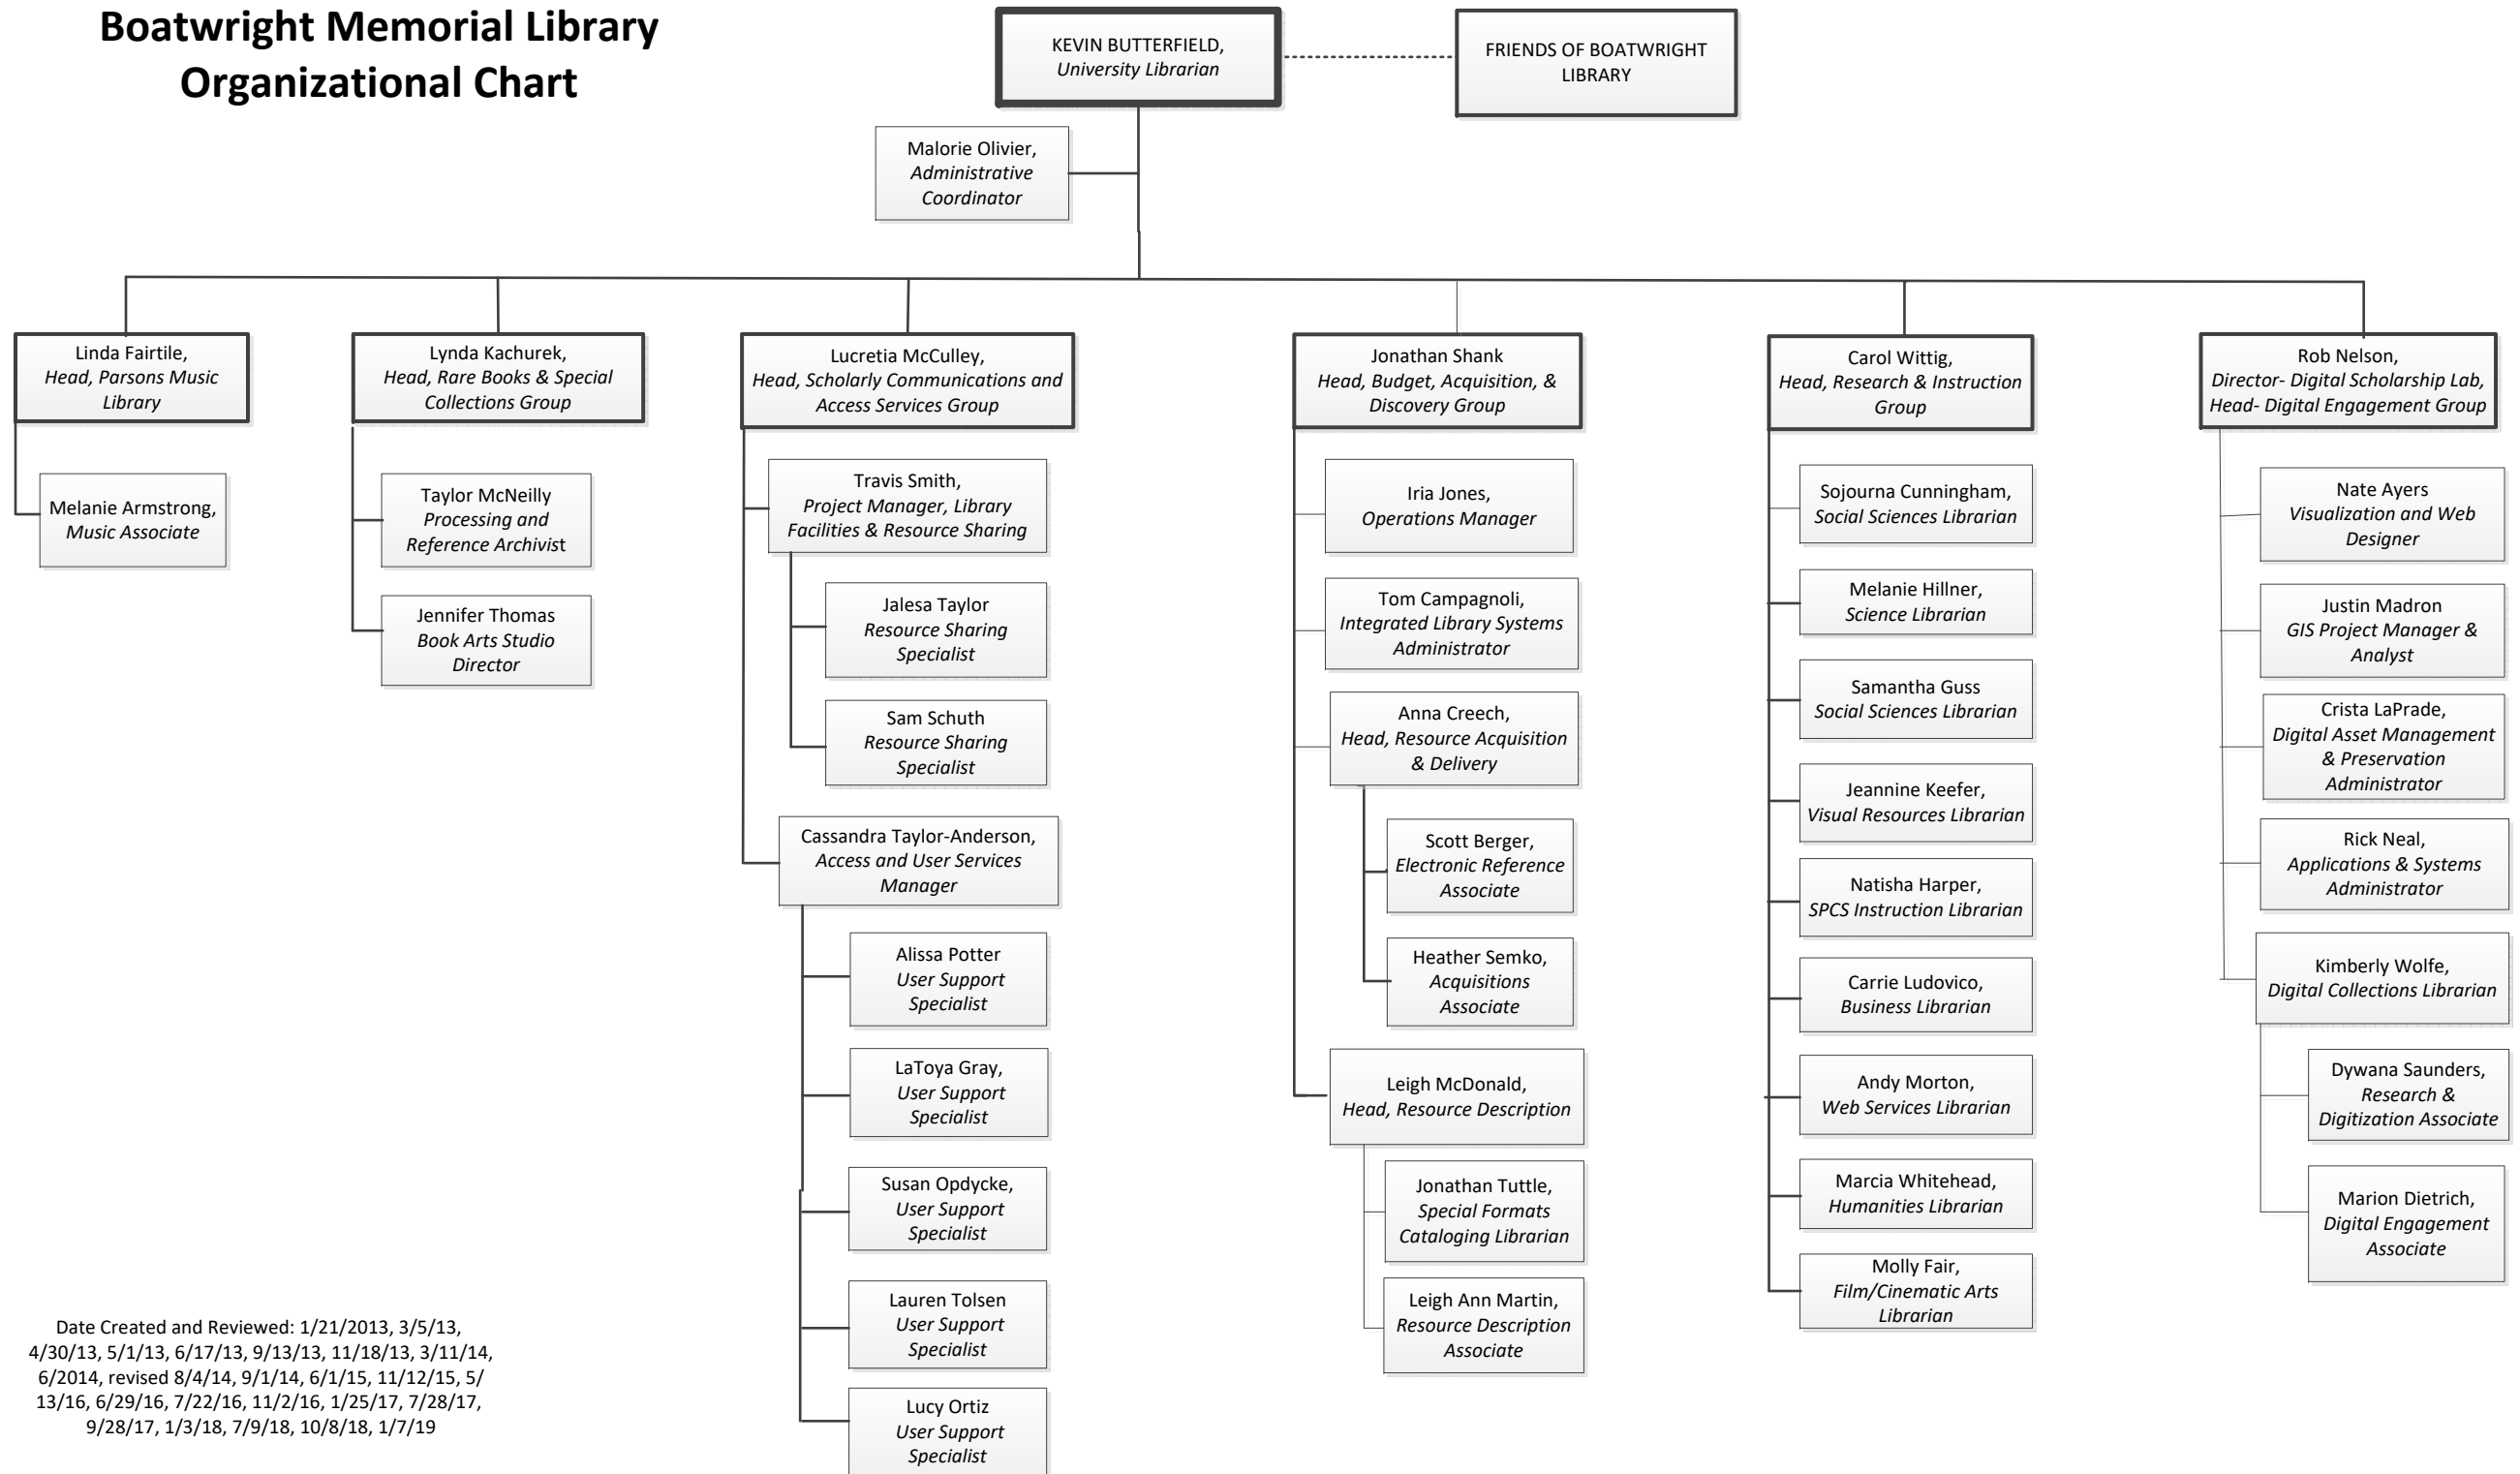 Boatwright Memorial Library
Organizational Chart
KEVIN BUTTERFIELD,
University Librarian
FRIENDS OF BOATWRIGHT
LIBRARY
Malorie Olivier,
Administrative
Coordinator
Linda Fairtile,
Head, Parsons Music
Library
Melanie Armstrong,
Music Associate
Lynda Kachurek,
Head, Rare Books & Special
Collections Group
Taylor McNeilly
Processing and
Reference Archivist
Jennifer Thomas
Book Arts Studio
Director
Lucretia McCulley,
Head, Scholarly Communications and
Access Services Group
Travis Smith,
Project Manager, Library
Facilities & Resource Sharing
Jalesa Taylor
Resource Sharing
Specialist
Sam Schuth
Resource Sharing
Specialist
Cassandra Taylor-Anderson,
Access and User Services
Manager
Alissa Potter
User Support
Specialist
LaToya Gray,
User Support
Specialist
Susan Opdycke,
User Support
Specialist
Lauren Tolsen
User Support
Specialist
Lucy Ortiz
User Support
Specialist
Jonathan Shank
Head, Budget, Acquisition, &
Discovery Group
Iria Jones,
Operations Manager
Tom Campagnoli,
Integrated Library Systems
Administrator
Anna Creech,
Head, Resource Acquisition
& Delivery
Scott Berger,
Electronic Reference
Associate
Heather Semko,
Acquisitions
Associate
Leigh McDonald,
Head, Resource Description
Jonathan Tuttle,
Special Formats
Cataloging Librarian
Leigh Ann Martin,
Resource Description
Associate
Carol Wittig,
Head, Research & Instruction
Group
Sojourna Cunningham,
Social Sciences Librarian
Melanie Hillner,
Science Librarian
Samantha Guss
Social Sciences Librarian
Jeannine Keefer,
Visual Resources Librarian
Natisha Harper,
SPCS Instruction Librarian
Carrie Ludovico,
Business Librarian
Andy Morton,
Web Services Librarian
Marcia Whitehead,
Humanities Librarian
Molly Fair,
Film/Cinematic Arts
Librarian
Rob Nelson,
Director- Digital Scholarship Lab,
Head- Digital Engagement Group
Nate Ayers
Visualization and Web
Designer
Justin Madron
GIS Project Manager &
Analyst
Crista LaPrade,
Digital Asset Management
& Preservation
Administrator
Rick Neal,
Applications & Systems
Administrator
Kimberly Wolfe,
Digital Collections Librarian
Dywana Saunders,
Research &
Digitization Associate
Marion Dietrich,
Digital Engagement
Associate
Date Created and Reviewed: 1/21/2013, 3/5/13,
4/30/13, 5/1/13, 6/17/13, 9/13/13, 11/18/13, 3/11/14,
6/2014, revised 8/4/14, 9/1/14, 6/1/15, 11/12/15, 5/
13/16, 6/29/16, 7/22/16, 11/2/16, 1/25/17, 7/28/17,
9/28/17, 1/3/18, 7/9/18, 10/8/18, 1/7/19